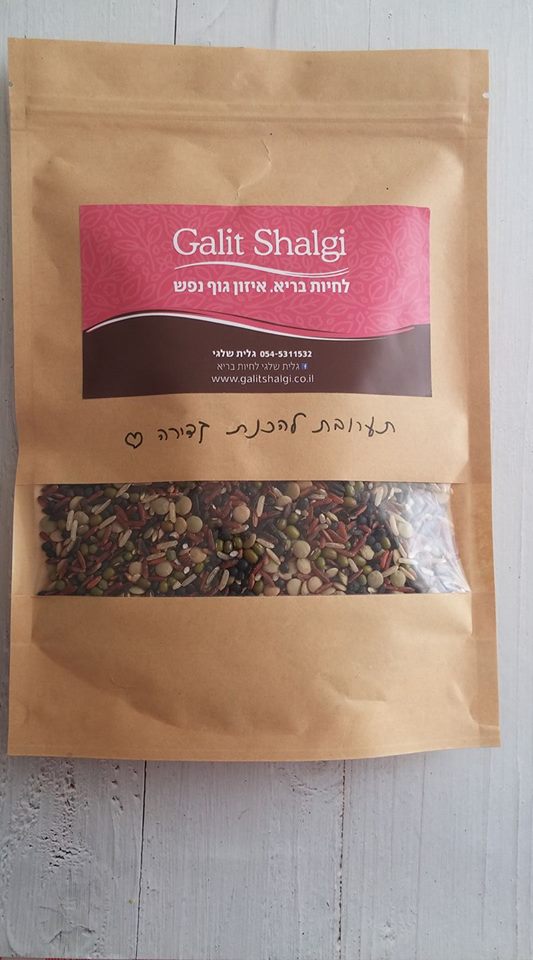 Galit Shalgi
לחיות בריא. איזון גוף נפש
054-5311532 גלית שלגי
גלית שלגי לחיות בריא
www.galitshalgi.co.il
תערובת להכנת קדירה ♡